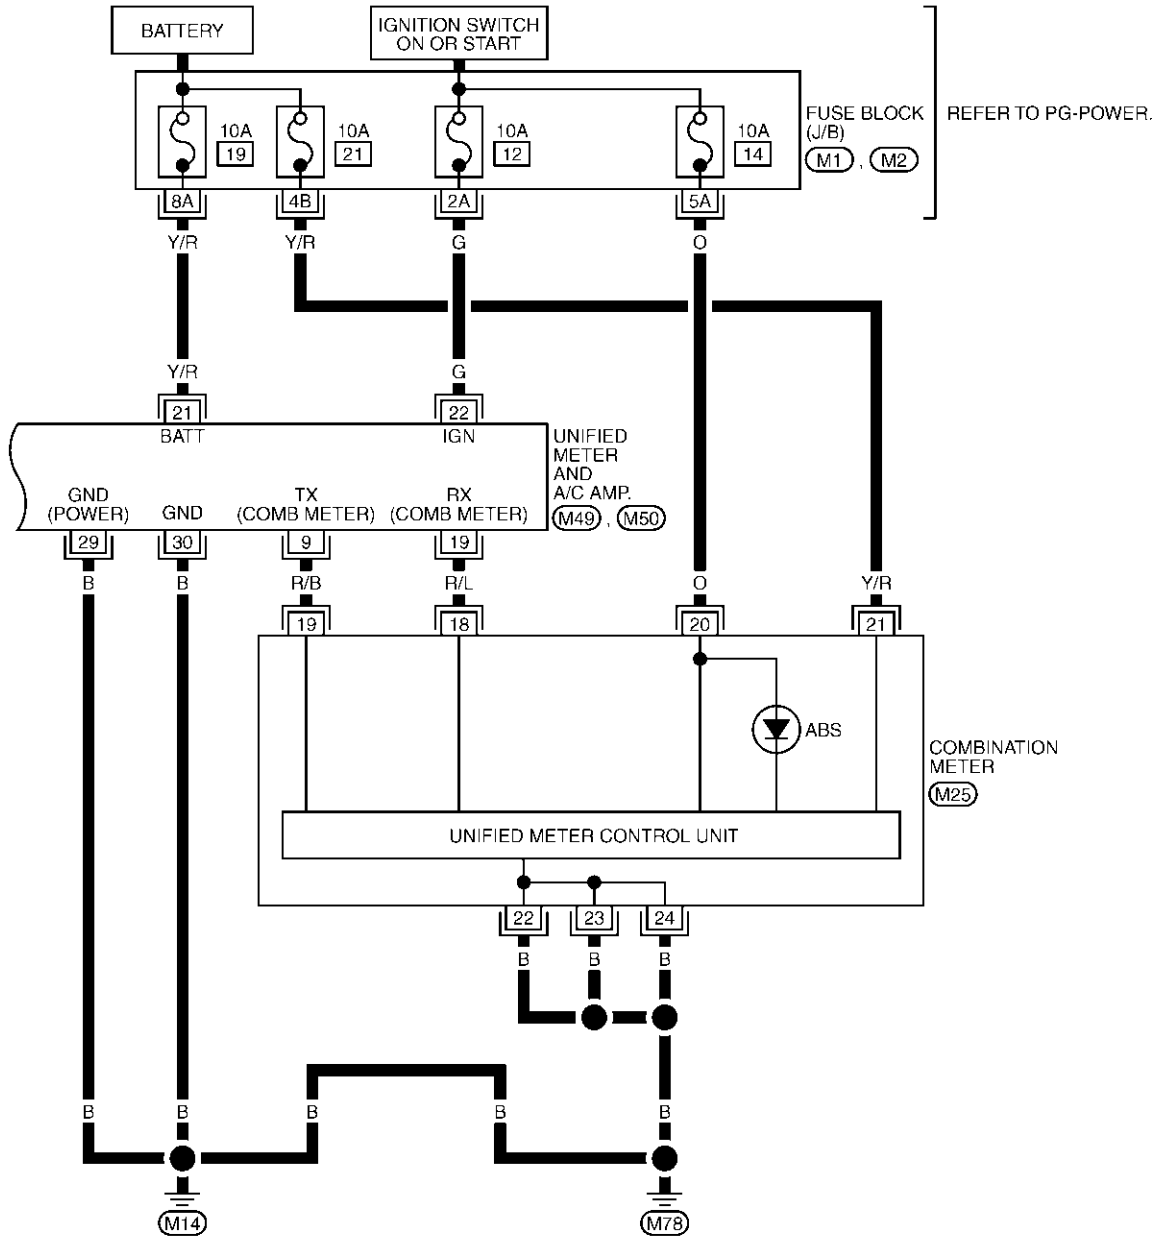 BATTERY
IGNITION SWITCH
ON OR START
10A
19
10A
21
10A
12
10A
14
FUSE BLOCK
(J/B)
M1 , M2
REFER TO PG-POWER.
8A 4B 2A 5A
Y/R Y/R G O
Y/R G
21 22
BATT IGN
UNIFIED
METER
AND
A/C AMP.
M49 , M50
GND
(POWER)
GND
TX
(COMB METER)
RX
(COMB METER)
29 30 9 19
B B R/B R/L O Y/R
19 18 20 21
ABS
COMBINATION
METER
M25
UNIFIED METER CONTROL UNIT
22 23 24
B B B
B B B B B
M14 M78